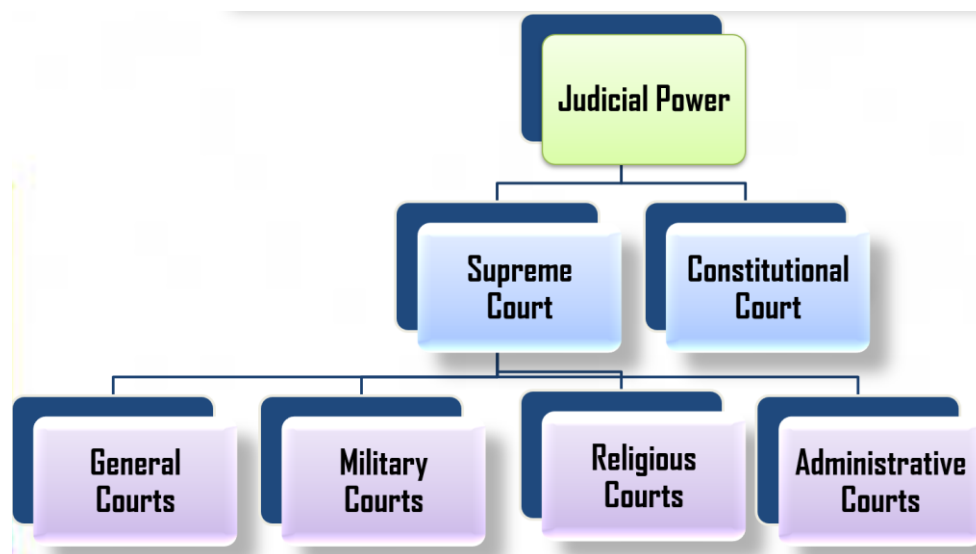 Judicial Power
Supreme
Court
Constitutional
Court
General
Courts
Military
Courts
Religious
Courts
Administrative
Courts